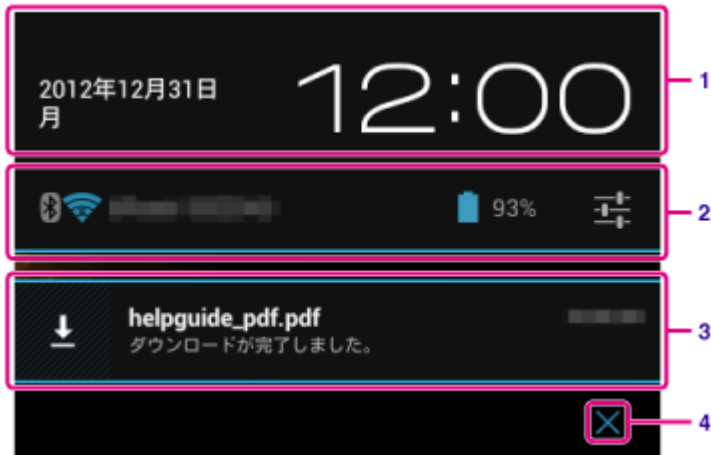 2012年12月31日
月
12:00
1
93%
2
helpguide_pdf.pdf
ダウンロードが完了しました。
3
4